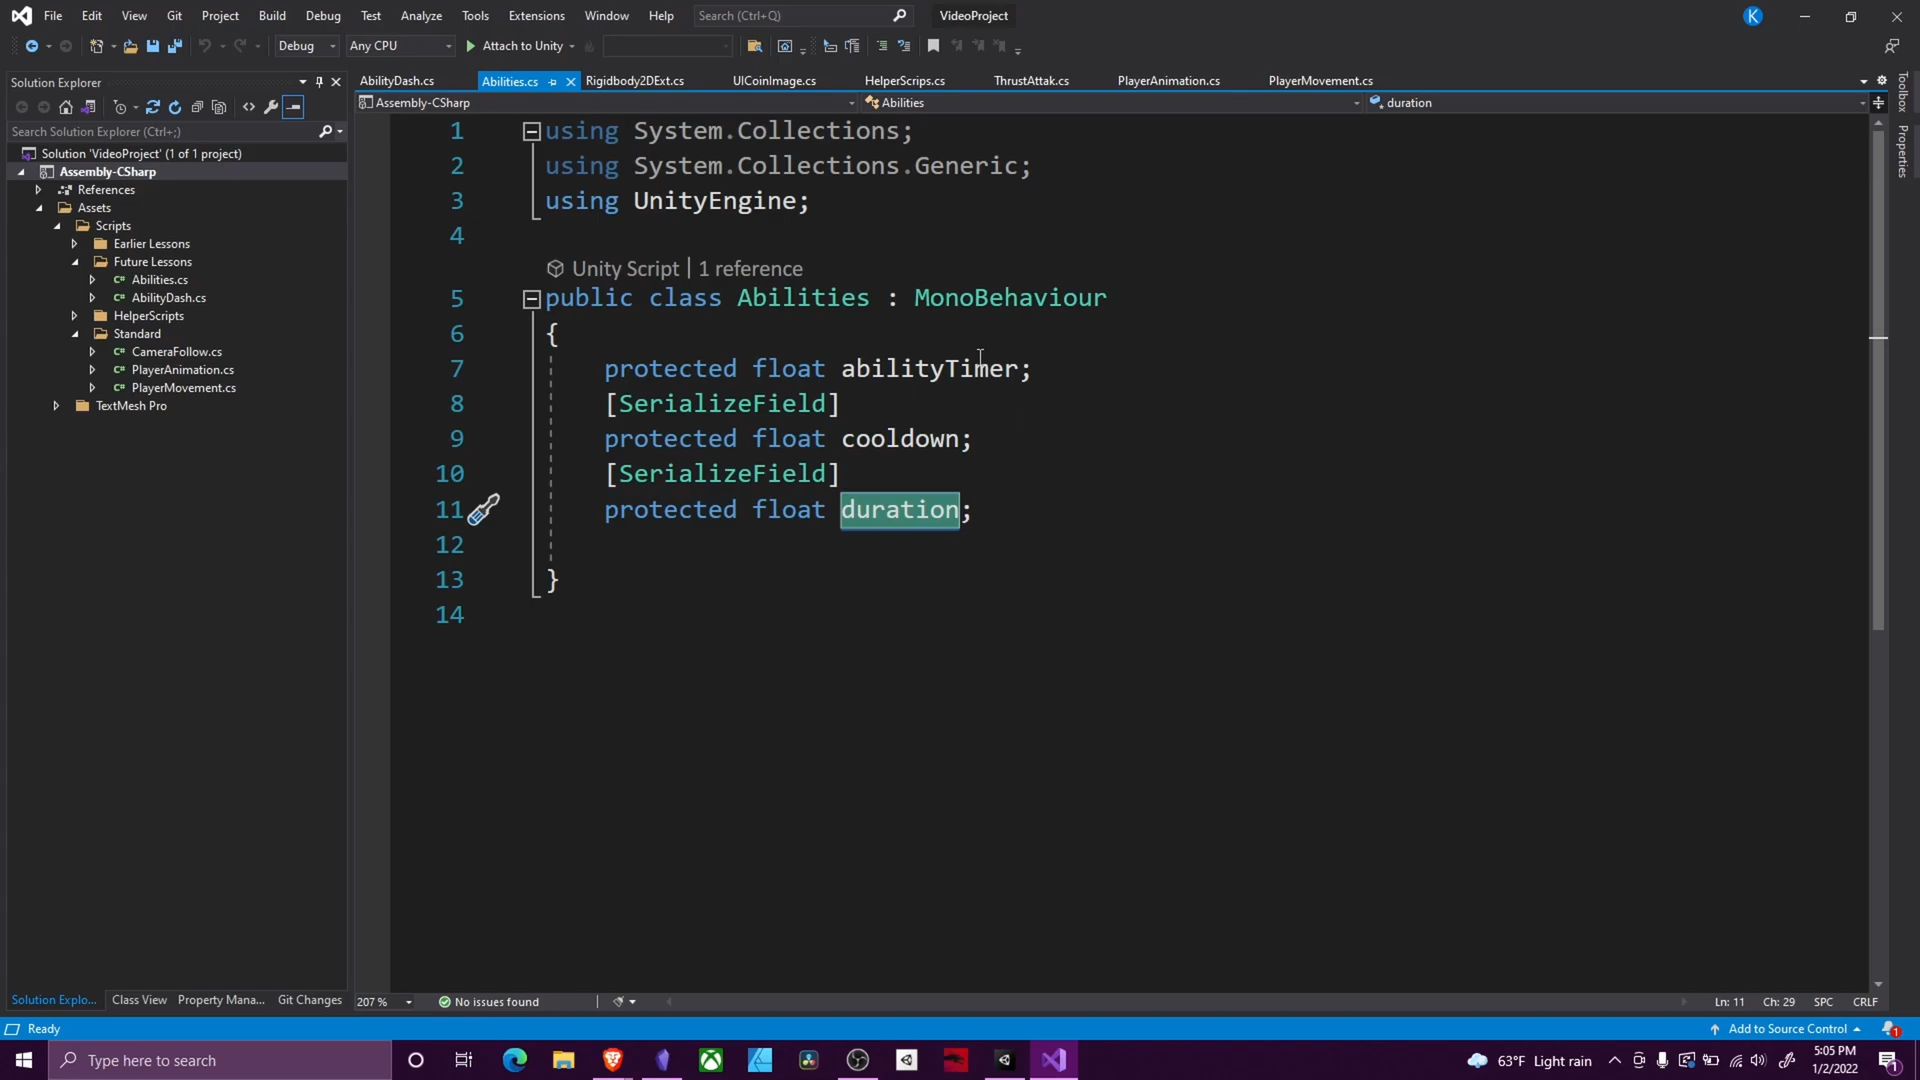 File Edit View Git Project Build Debug Test Analyze Tools Extensions Window Help Search (Ctrl+Q) VideoProject K
Debug Any CPU Attach to Unity
Solution Explorer
Search Solution Explorer (Ctrl+;)
Solution 'VideoProject' (1 of 1 project)
Assembly-CSharp
References
Assets
Scripts
Earlier Lessons
Future Lessons
C# Abilities.cs
C# AbilityDash.cs
HelperScripts
Standard
C# CameraFollow.cs
C# PlayerAnimation.cs
C# PlayerMovement.cs
TextMesh Pro
Solution Explo... Class View Property Mana... Git Changes
AbilityDash.cs Abilities.cs Rigidbody2DExt.cs UICoinImage.cs HelperScrips.cs ThrustAttak.cs PlayerAnimation.cs PlayerMovement.cs
Assembly-CSharp Abilities duration
1 using System.Collections;
2 using System.Collections.Generic;
3 using UnityEngine;
4
Unity Script | 1 reference
5 public class Abilities : MonoBehaviour
6 {
7 protected float abilityTimer;
8 [SerializeField]
9 protected float cooldown;
10 [SerializeField]
11 protected float duration;
12
13 }
14
Toolbox
Properties
207 % No issues found Ln: 11 Ch: 29 SPC CRLF
Ready Add to Source Control 1
Type here to search 63°F Light rain 5:05 PM
1/2/2022 1